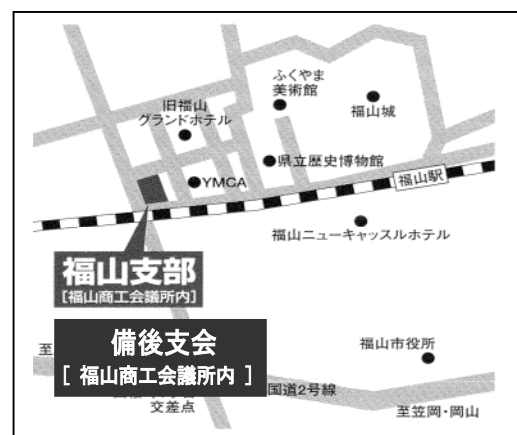 ふくやま
美術館
旧福山
グランドホテル
福山城
県立歴史博物館
YMCA
福山駅
福山ニューキャッスルホテル
福山支部
[福山商工会議所内]
備後支会
[ 福山商工会議所内 ]
至
福山市役所
国道2号線
交差点
至笠岡・岡山